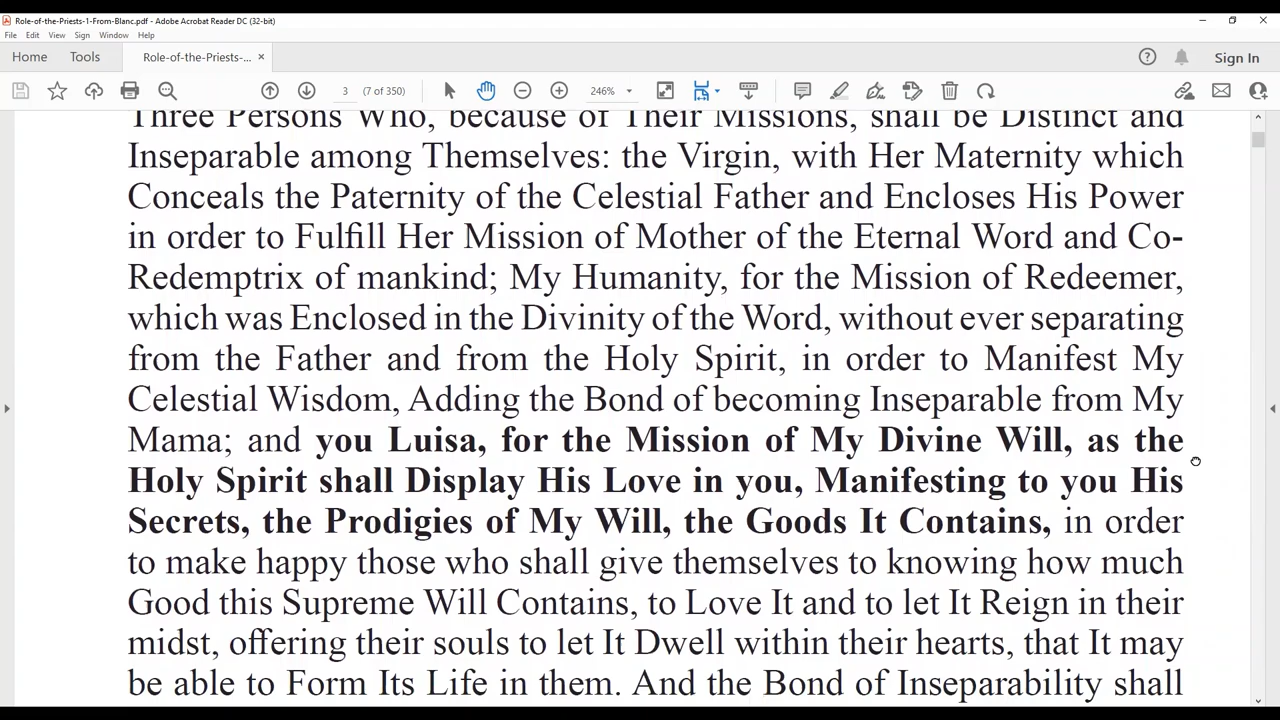 Role-of-the-Priests-1-From-Blanc.pdf - Adobe Acrobat Reader DC (32-bit)
File Edit View Sign Window Help
Home Tools Role-of-the-Priests-... × Sign In
3 (7 of 350) 246%
Three Persons Who, because of Their Missions, shall be Distinct and
Inseparable among Themselves: the Virgin, with Her Maternity which
Conceals the Paternity of the Celestial Father and Encloses His Power
in order to Fulfill Her Mission of Mother of the Eternal Word and Co-
Redemptrix of mankind; My Humanity, for the Mission of Redeemer,
which was Enclosed in the Divinity of the Word, without ever separating
from the Father and from the Holy Spirit, in order to Manifest My
Celestial Wisdom, Adding the Bond of becoming Inseparable from My
Mama; and you Luisa, for the Mission of My Divine Will, as the
Holy Spirit shall Display His Love in you, Manifesting to you His
Secrets, the Prodigies of My Will, the Goods It Contains, in order
to make happy those who shall give themselves to knowing how much
Good this Supreme Will Contains, to Love It and to let It Reign in their
midst, offering their souls to let It Dwell within their hearts, that It may
be able to Form Its Life in them. And the Bond of Inseparability shall